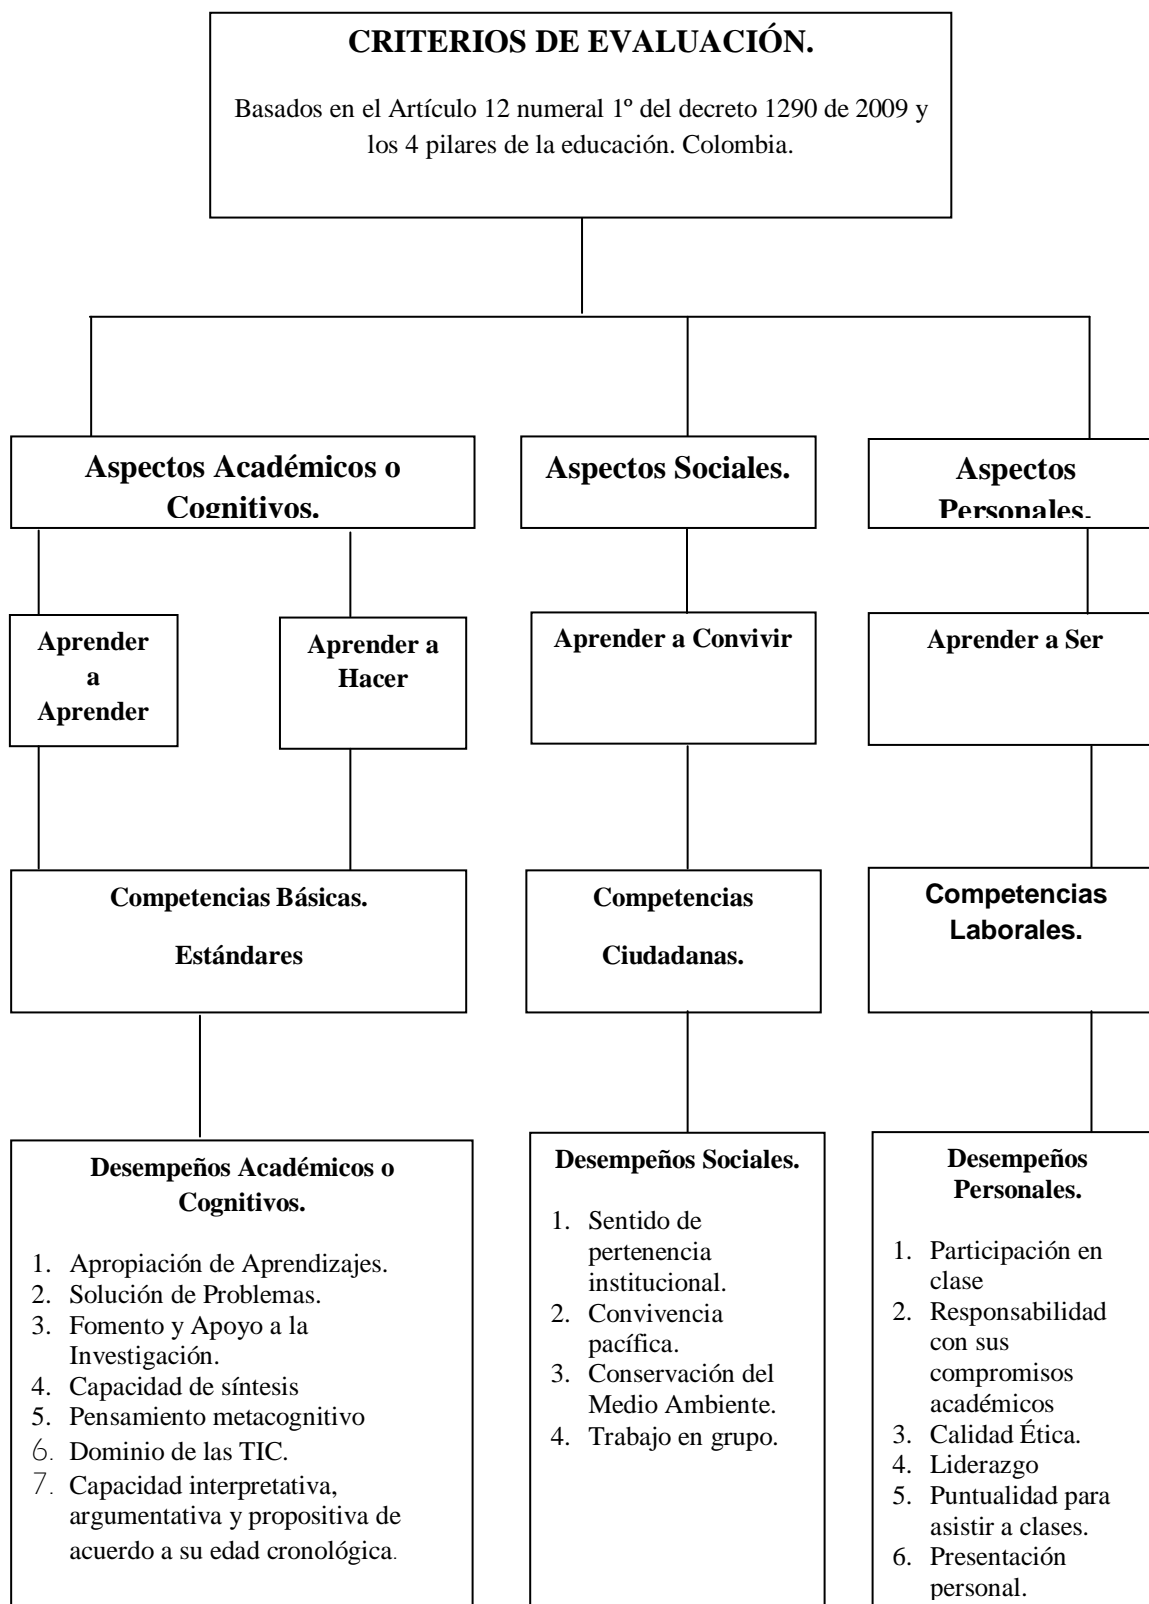 CRITERIOS DE EVALUACIÓN.
Basados en el Artículo 12 numeral 1º del decreto 1290 de 2009 y
los 4 pilares de la educación. Colombia.
Aspectos Académicos o
Cognitivos.
Aspectos Sociales.
Aspectos
Personales.
Aprender
a
Aprender
Aprender a
Hacer
Aprender a Convivir
Aprender a Ser
Competencias Básicas.
Estándares
Competencias
Ciudadanas.
Competencias
Laborales.
Desempeños Académicos o
Cognitivos.
1. Apropiación de Aprendizajes.
2. Solución de Problemas.
3. Fomento y Apoyo a la
Investigación.
4. Capacidad de síntesis
5. Pensamiento metacognitivo
6. Dominio de las TIC.
7. Capacidad interpretativa,
argumentativa y propositiva de
acuerdo a su edad cronológica.
Desempeños Sociales.
1. Sentido de
pertenencia
institucional.
2. Convivencia
pacífica.
3. Conservación del
Medio Ambiente.
4. Trabajo en grupo.
Desempeños
Personales.
1. Participación en
clase
2. Responsabilidad
con sus
compromisos
académicos
3. Calidad Ética.
4. Liderazgo
5. Puntualidad para
asistir a clases.
6. Presentación
personal.